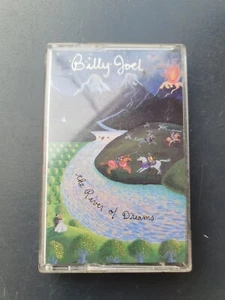 Billy Joel
the River of Dreams